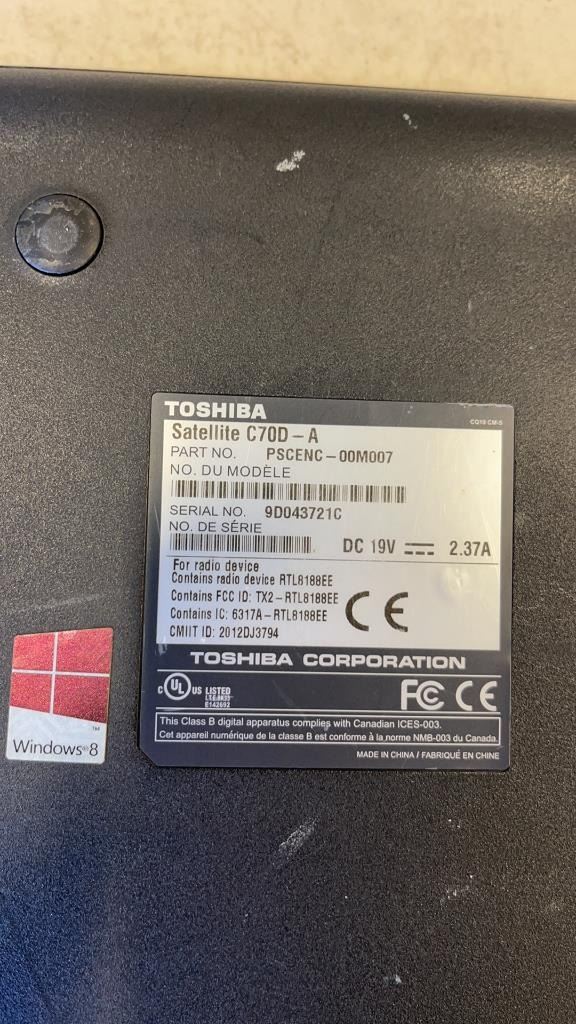 TOSHIBA
CQ10 CM-S
Satellite C70D-A
PART NO. PSCENC-00M007
NO. DU MODÈLE
SERIAL NO. 9D043721C
NO. DE SÉRIE
DC 19V 2.37A
For radio device
Contains radio device RTL8188EE
Contains FCC ID: TX2-RTL8188EE
Contains IC: 6317A-RTL8188EE
CMIIT ID: 2012DJ3794
CE
TOSHIBA CORPORATION
C UL US LISTED
E142692
FC CE
This Class B digital apparatus complies with Canadian ICES-003.
Cet appareil numérique de la classe B est conforme à la norme NMB-003 du Canada.
MADE IN CHINA / FABRIQUÉ EN CHINE
Windows®8
TM